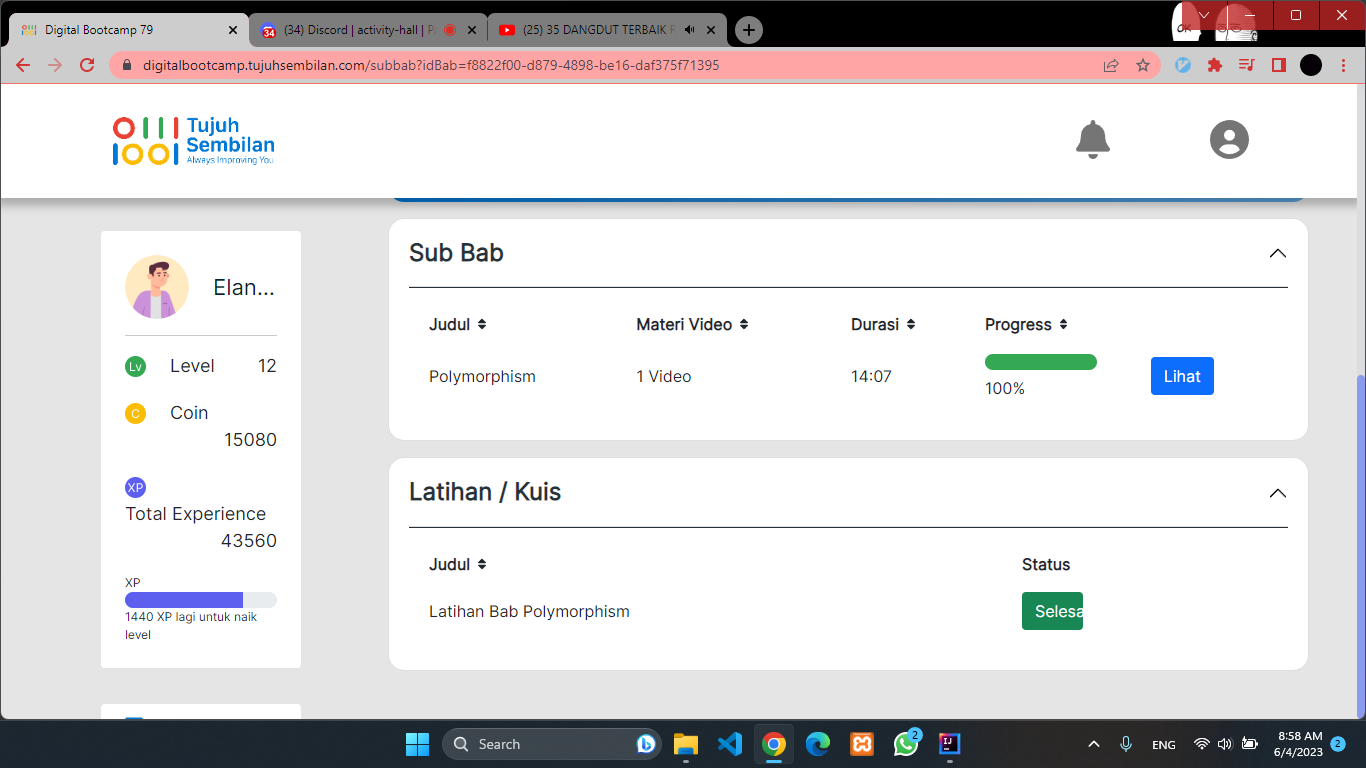 Digital Bootcamp 79
(34) Discord | activity-hall | P
(25) 35 DANGDUT TERBAIK P
digitalbootcamp.tujuhsembilan.com/subbab?idBab=f8822f00-d879-4898-be16-daf375f71395
Tujuh
Sembilan
Always Improving You
Elan...
Lv Level 12
C Coin
15080
XP
Total Experience
43560
XP
1440 XP lagi untuk naik
level
Sub Bab
Judul Materi Video Durasi Progress
Polymorphism 1 Video 14:07 100% Lihat
Latihan / Kuis
Judul Status
Latihan Bab Polymorphism Selesa
34
Search
2
ENG
8:58 AM
6/4/2023
2